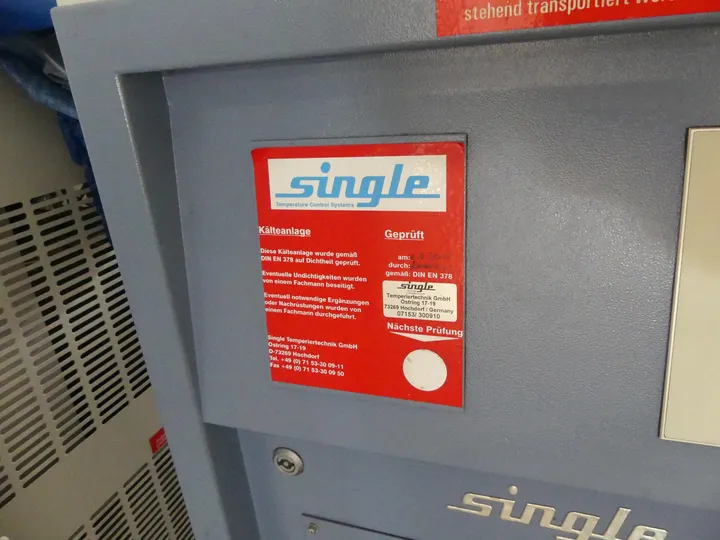 stehend transportiert
single
Temperature Control Systems
Kälteanlage
Diese Kälteanlage wurde gemäß
DIN EN 378 auf Dichtheit geprüft.
Eventuelle Undichtigkeiten wurden
von einem Fachmann beseitigt.
Eventuell notwendige Ergänzungen
oder Nachrüstungen wurden von
einem Fachmann durchgeführt.
Single Temperiertechnik GmbH
Ostring 17-19
D-73269 Hochdorf
Tel. +49 (0) 71 53-30 09-11
Fax +49 (0) 71 53-30 09 50
Geprüft
am:
durch:
gemäß: DIN EN 378
single
Temperiertechnik GmbH
Ostring 17-19
73269 Hochdorf / Germany
07153/ 300910
Nächste Prüfung
single